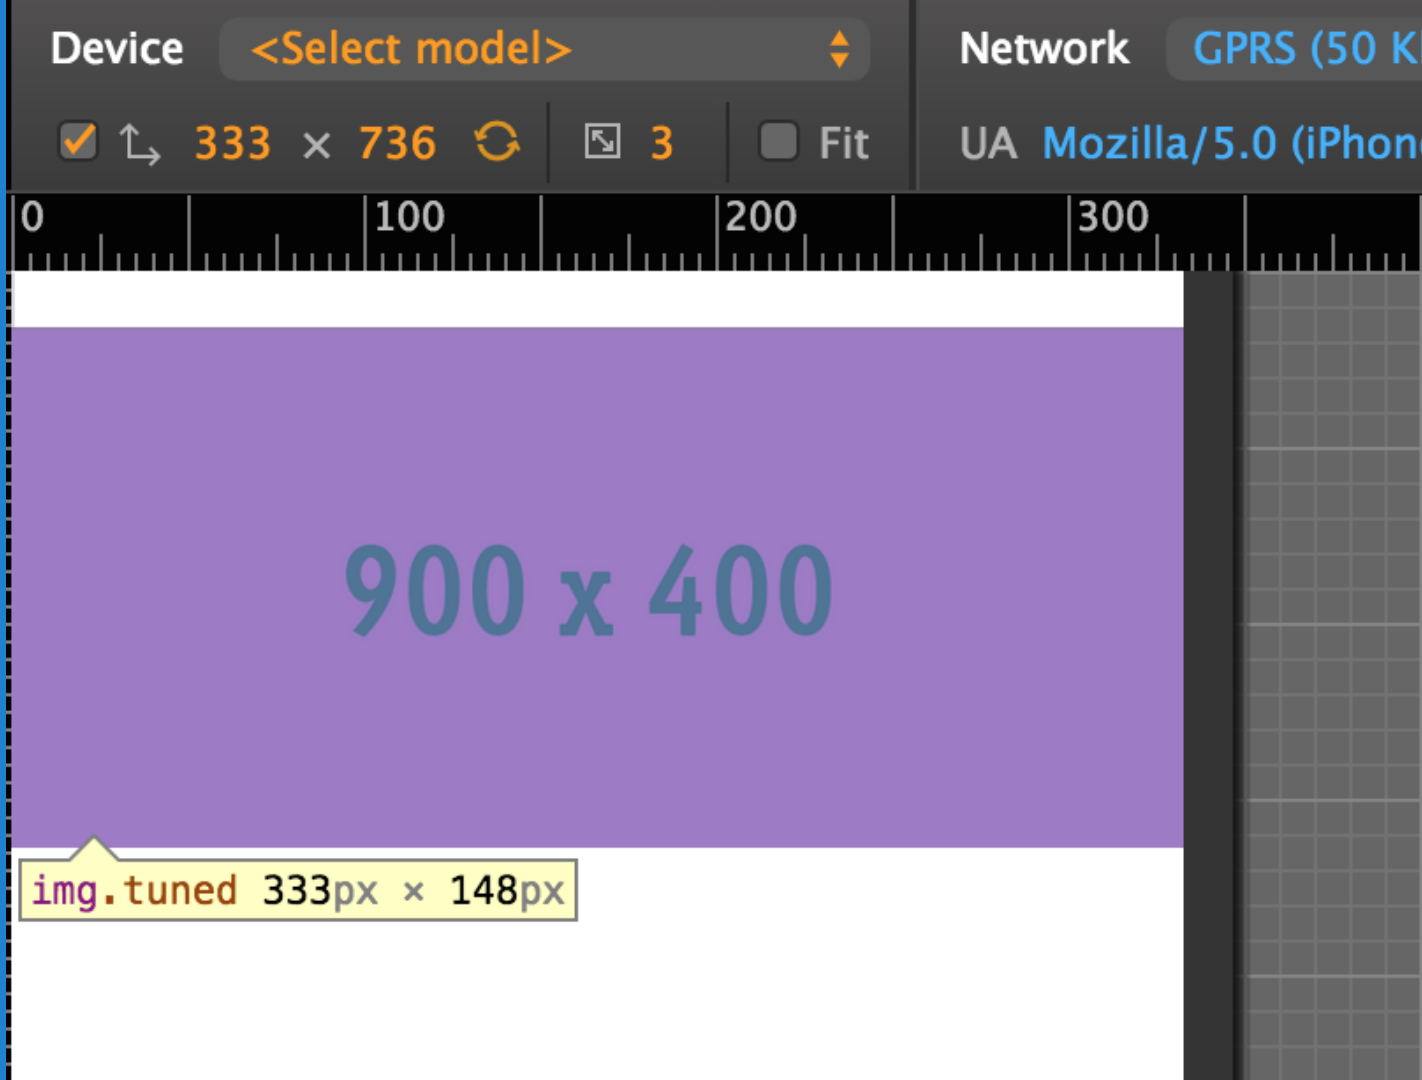 Device <Select model> Network GPRS (50 K
333 × 736 3 Fit UA Mozilla/5.0 (iPhon
0 100 200 300
900 x 400
img.tuned 333px × 148px